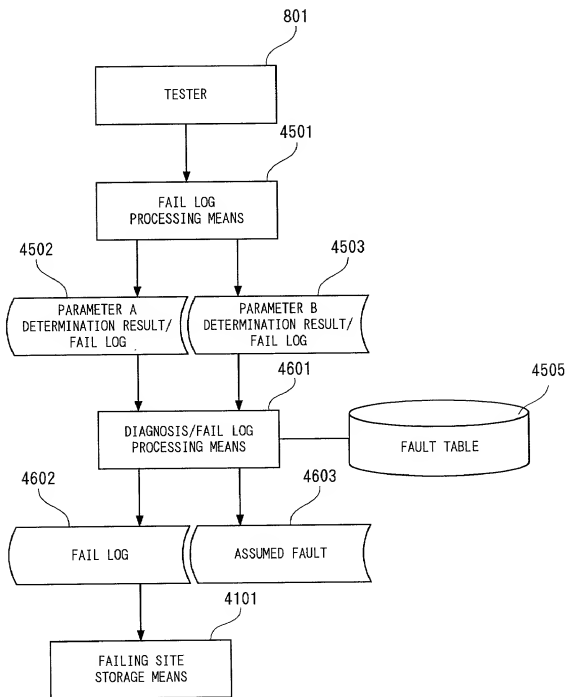 801
TESTER
4501
FAIL LOG
PROCESSING MEANS
4502
4503
PARAMETER A
DETERMINATION RESULT/
FAIL LOG
PARAMETER B
DETERMINATION RESULT/
FAIL LOG
4601
4505
DIAGNOSIS/FAIL LOG
PROCESSING MEANS
FAULT TABLE
4602
4603
FAIL LOG
ASSUMED FAULT
4101
FAILING SITE
STORAGE MEANS